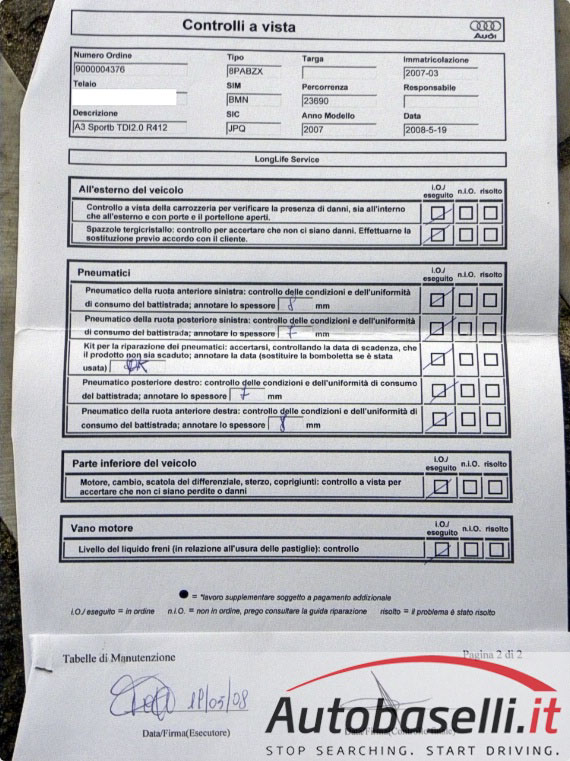 Controlli a vista
Audi
Numero Ordine Tipo Targa Immatricolazione
9000004376 8PABZX 2007-03
Telaio SIM Percorrenza Responsabile
BMN 23690
Descrizione SIC Anno Modello Data
A3 Sportb TDI2.0 R412 JPQ 2007 2008-5-19
LongLife Service
All'esterno del veicolo i.O./ eseguito n.i.O. risolto
Controllo a vista della carrozzeria per verificare la presenza di danni, sia all'interno
che all'esterno e con porte e il portellone aperti.
Spazzole tergicristallo: controllo per accertare che non ci siano danni. Effettuarne la
sostituzione previo accordo con il cliente.
Pneumatici i.O./ eseguito n.i.O. risolto
Pneumatico della ruota anteriore sinistra: controllo delle condizioni e dell'uniformità
di consumo del battistrada; annotare lo spessore 8 mm
Pneumatico della ruota posteriore sinistra: controllo delle condizioni e dell'uniformità
di consumo del battistrada; annotare lo spessore 7 mm
Kit per la riparazione dei pneumatici: accertarsi, controllando la data di scadenza, che
il prodotto non sia scaduto; annotare la data (sostituire la bomboletta se è stata
usata) OK
Pneumatico posteriore destro: controllo delle condizioni e dell'uniformità di consumo
del battistrada; annotare lo spessore 7 mm
Pneumatico della ruota anteriore destra: controllo delle condizioni e dell'uniformità di
consumo del battistrada; annotare lo spessore 8 mm
Parte inferiore del veicolo i.O./ eseguito n.i.O. risolto
Motore, cambio, scatola del differenziale, sterzo, coprigiunti: controllo a vista per
accertare che non ci siano perdite o danni
Vano motore i.O./ eseguito n.i.O. risolto
Livello del liquido freni (in relazione all'usura delle pastiglie): controllo
= *lavoro supplementare soggetto a pagamento addizionale
i.O./ eseguito = in ordine n.i.O. = non in ordine, prego consultare la guida riparazione risolto = il problema è stato risolto
Tabelle di Manutenzione Pagina 2 di 2
19/05/08
Data/Firma(Esecutore)
Autobaselli.it
STOP SEARCHING. START DRIVING.